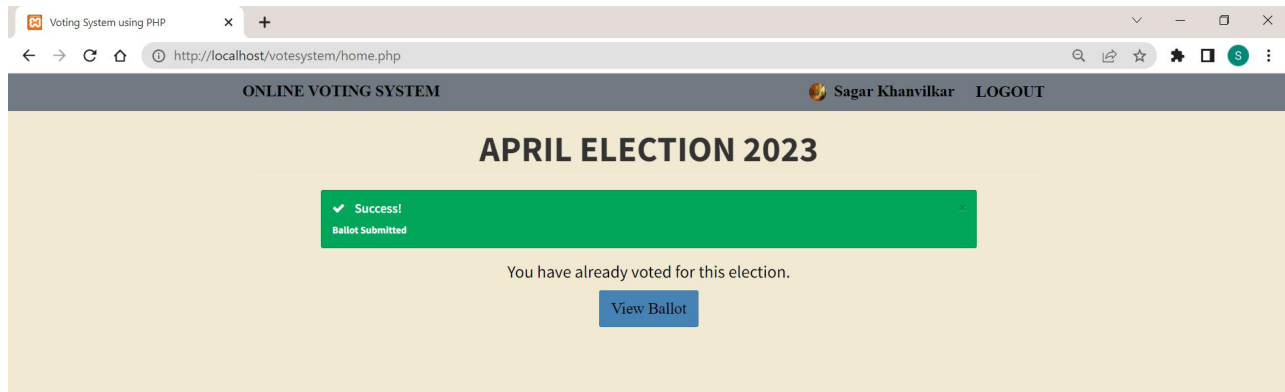 Voting System using PHP
http://localhost/votesystem/home.php
S
ONLINE VOTING SYSTEM
Sagar Khanvilkar LOGOUT
APRIL ELECTION 2023
Success!
Ballot Submitted
You have already voted for this election.
View Ballot